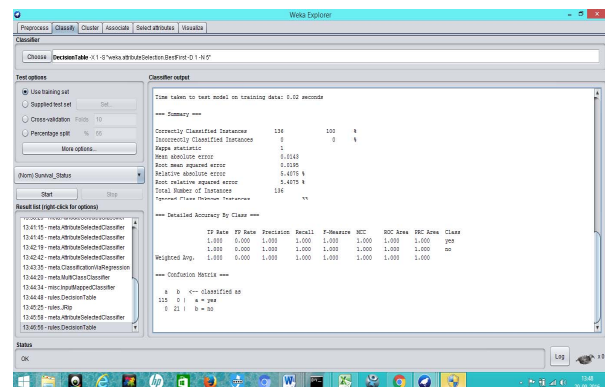 Weka Explorer
Preprocess Classify Cluster Associate Select attributes Visualize
Classifier
Choose DecisionTable -X 1 -S "weka.attributeSelection.BestFirst -D 1 -N 5"
Test options
Use training set
Supplied test set Set...
Cross-validation Folds 10
Percentage split % 66
More options...
(Nom) Survival_Status
Start Stop
Result list (right-click for options)
13:41:15 - meta.AttributeSelectedClassifier
13:41:45 - meta.AttributeSelectedClassifier
13:42:19 - meta.AttributeSelectedClassifier
13:42:42 - meta.AttributeSelectedClassifier
13:43:35 - meta.ClassificationViaRegression
13:44:20 - meta.MultiClassClassifier
13:44:34 - misc.InputMappedClassifier
13:44:48 - rules.DecisionTable
13:45:25 - rules.JRip
13:45:58 - meta.AttributeSelectedClassifier
13:46:56 - rules.DecisionTable
Classifier output
Time taken to test model on training data: 0.02 seconds
=== Summary ===
Correctly Classified Instances 136 100 %
Incorrectly Classified Instances 0 0 %
Kappa statistic 1
Mean absolute error 0.0143
Root mean squared error 0.0195
Relative absolute error 5.4075 %
Root relative squared error 5.4075 %
Total Number of Instances 136
Ignored Class Unknown Instances 33
=== Detailed Accuracy By Class ===
TP Rate FP Rate Precision Recall F-Measure MCC ROC Area PRC Area Class
1.000 0.000 1.000 1.000 1.000 1.000 1.000 1.000 yes
1.000 0.000 1.000 1.000 1.000 1.000 1.000 1.000 no
Weighted Avg. 1.000 0.000 1.000 1.000 1.000 1.000 1.000 1.000
=== Confusion Matrix ===
a b <-- classified as
115 0 | a = yes
0 21 | b = no
Status
OK
Log
x 0
13:48